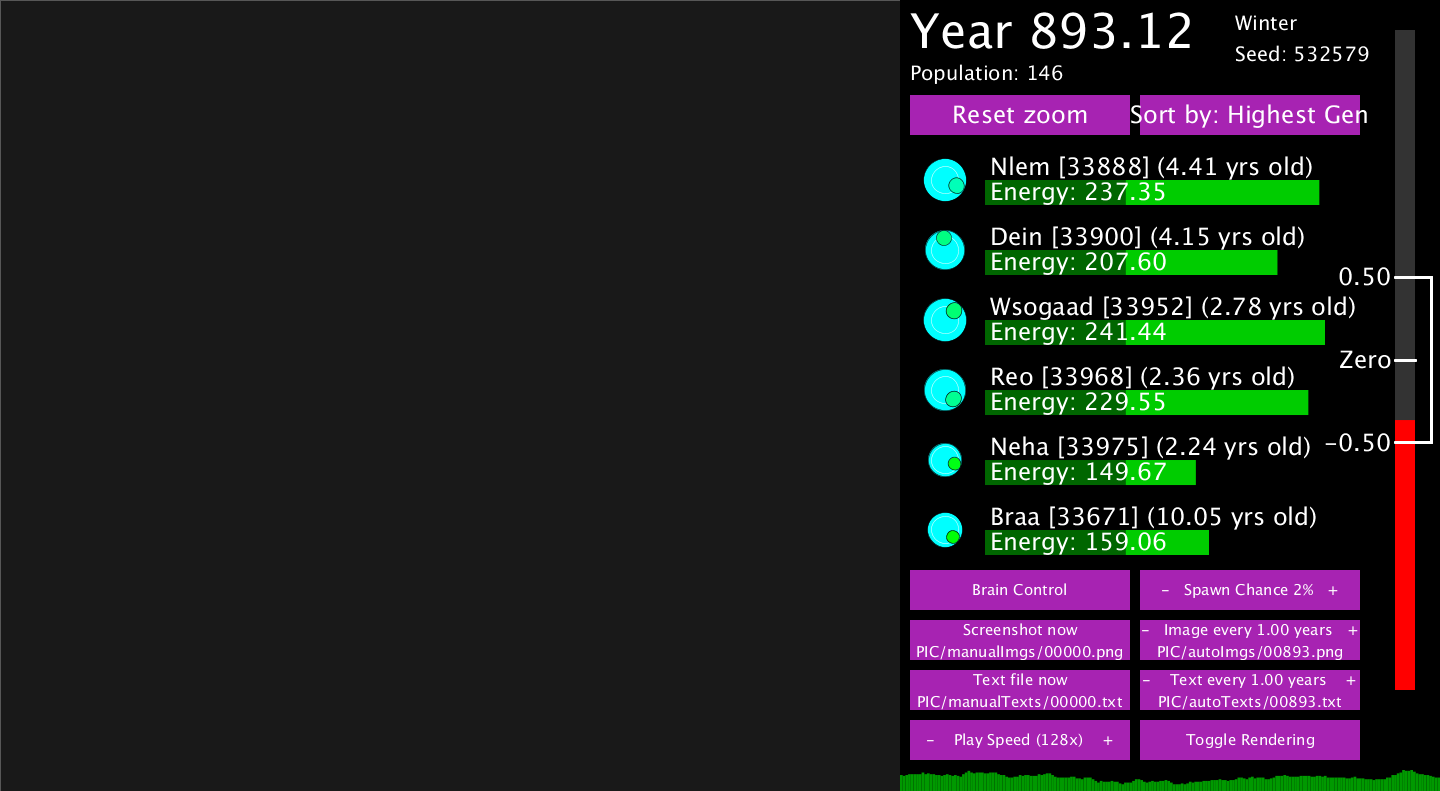 Year 893.12
Winter
Seed: 532579
Population: 146
Reset zoom
Sort by: Highest Gen
Nlem [33888] (4.41 yrs old)
Energy: 237.35
Dein [33900] (4.15 yrs old)
Energy: 207.60
Wsogaad [33952] (2.78 yrs old)
Energy: 241.44
Reo [33968] (2.36 yrs old)
Energy: 229.55
Neha [33975] (2.24 yrs old)
Energy: 149.67
Braa [33671] (10.05 yrs old)
Energy: 159.06
0.50
Zero
-0.50
Brain Control
- Spawn Chance 2% +
Screenshot now
PIC/manualImgs/00000.png
- Image every 1.00 years +
PIC/autoImgs/00893.png
Text file now
PIC/manualTexts/00000.txt
- Text every 1.00 years +
PIC/autoTexts/00893.txt
- Play Speed (128x) +
Toggle Rendering